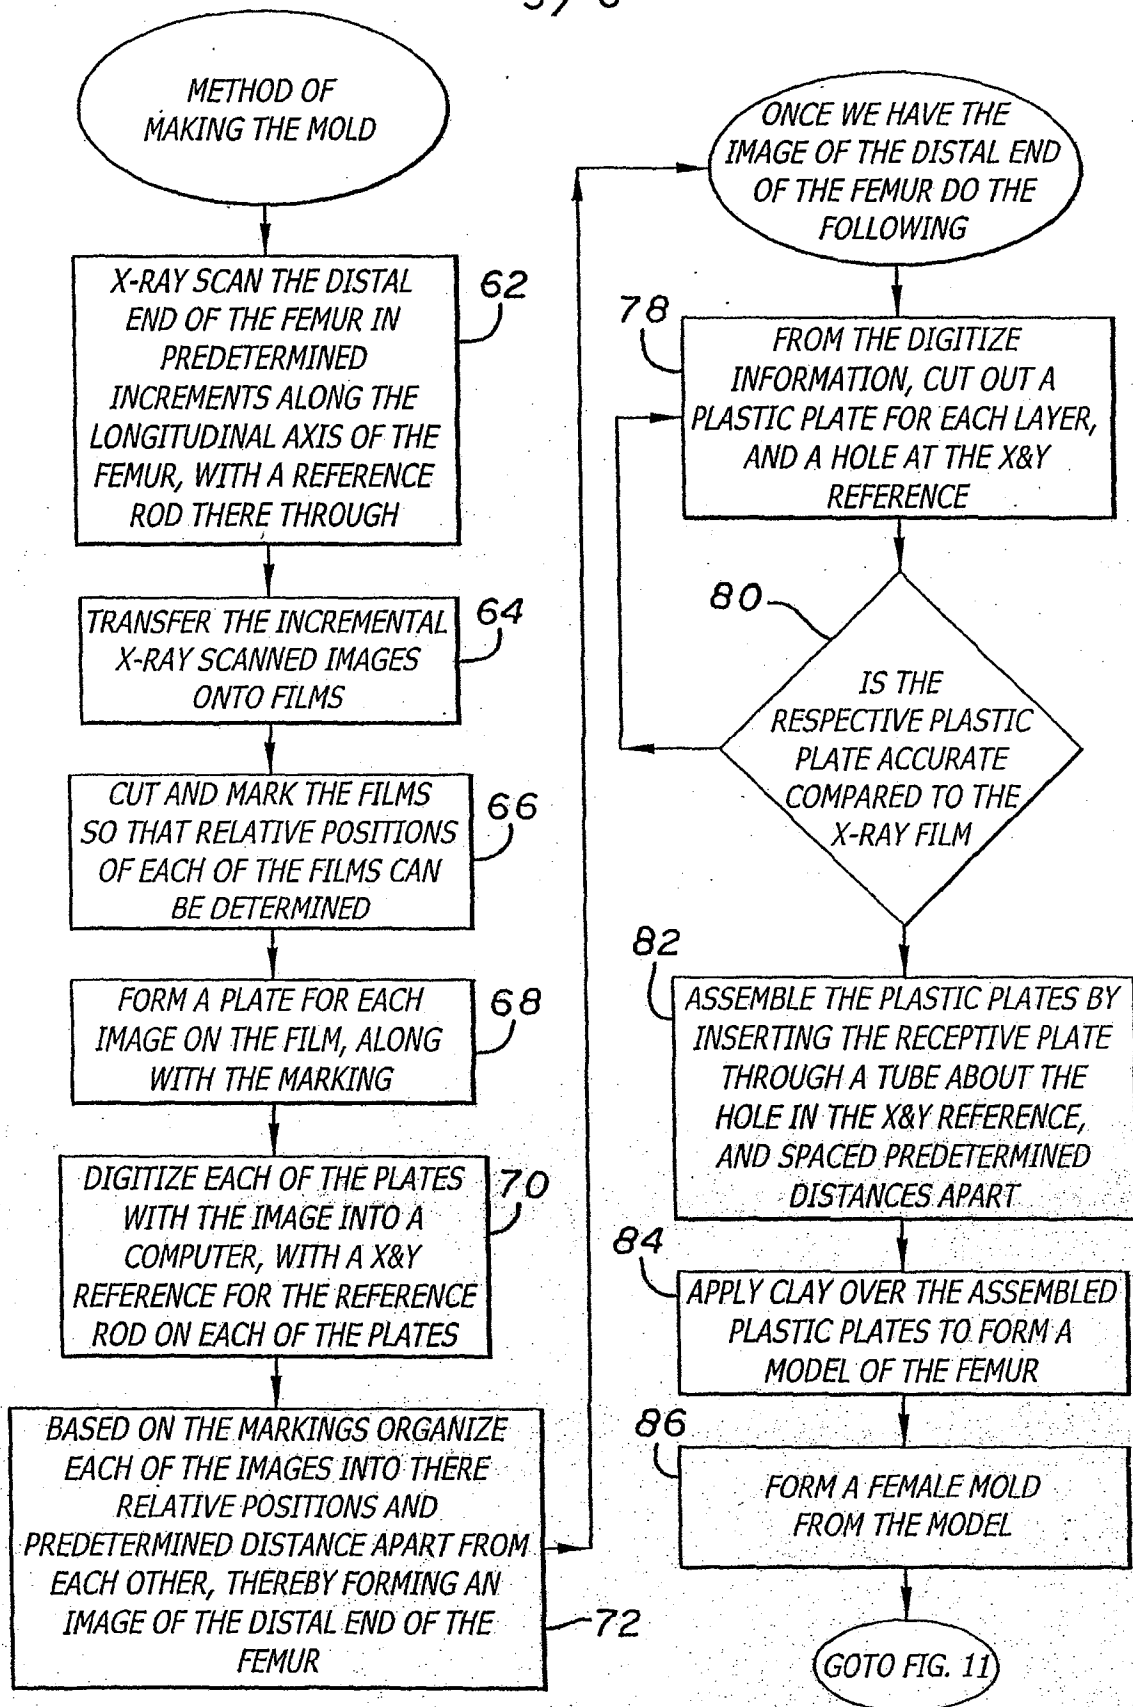 METHOD OF
MAKING THE MOLD
X-RAY SCAN THE DISTAL
END OF THE FEMUR IN
PREDETERMINED
INCREMENTS ALONG THE
LONGITUDINAL AXIS OF THE
FEMUR, WITH A REFERENCE
ROD THERE THROUGH
62
TRANSFER THE INCREMENTAL
X-RAY SCANNED IMAGES
ONTO FILMS
64
CUT AND MARK THE FILMS
SO THAT RELATIVE POSITIONS
OF EACH OF THE FILMS CAN
BE DETERMINED
66
FORM A PLATE FOR EACH
IMAGE ON THE FILM, ALONG
WITH THE MARKING
68
DIGITIZE EACH OF THE PLATES
WITH THE IMAGE INTO A
COMPUTER, WITH A X&Y
REFERENCE FOR THE REFERENCE
ROD ON EACH OF THE PLATES
70
BASED ON THE MARKINGS ORGANIZE
EACH OF THE IMAGES INTO THERE
RELATIVE POSITIONS AND
PREDETERMINED DISTANCE APART FROM
EACH OTHER, THEREBY FORMING AN
IMAGE OF THE DISTAL END OF THE
FEMUR
72
ONCE WE HAVE THE
IMAGE OF THE DISTAL END
OF THE FEMUR DO THE
FOLLOWING
78
FROM THE DIGITIZE
INFORMATION, CUT OUT A
PLASTIC PLATE FOR EACH LAYER,
AND A HOLE AT THE X&Y
REFERENCE
80
IS THE
RESPECTIVE PLASTIC
PLATE ACCURATE
COMPARED TO THE
X-RAY FILM
82
ASSEMBLE THE PLASTIC PLATES BY
INSERTING THE RECEPTIVE PLATE
THROUGH A TUBE ABOUT THE
HOLE IN THE X&Y REFERENCE,
AND SPACED PREDETERMINED
DISTANCES APART
84
APPLY CLAY OVER THE ASSEMBLED
PLASTIC PLATES TO FORM A
MODEL OF THE FEMUR
86
FORM A FEMALE MOLD
FROM THE MODEL
GOTO FIG. 11